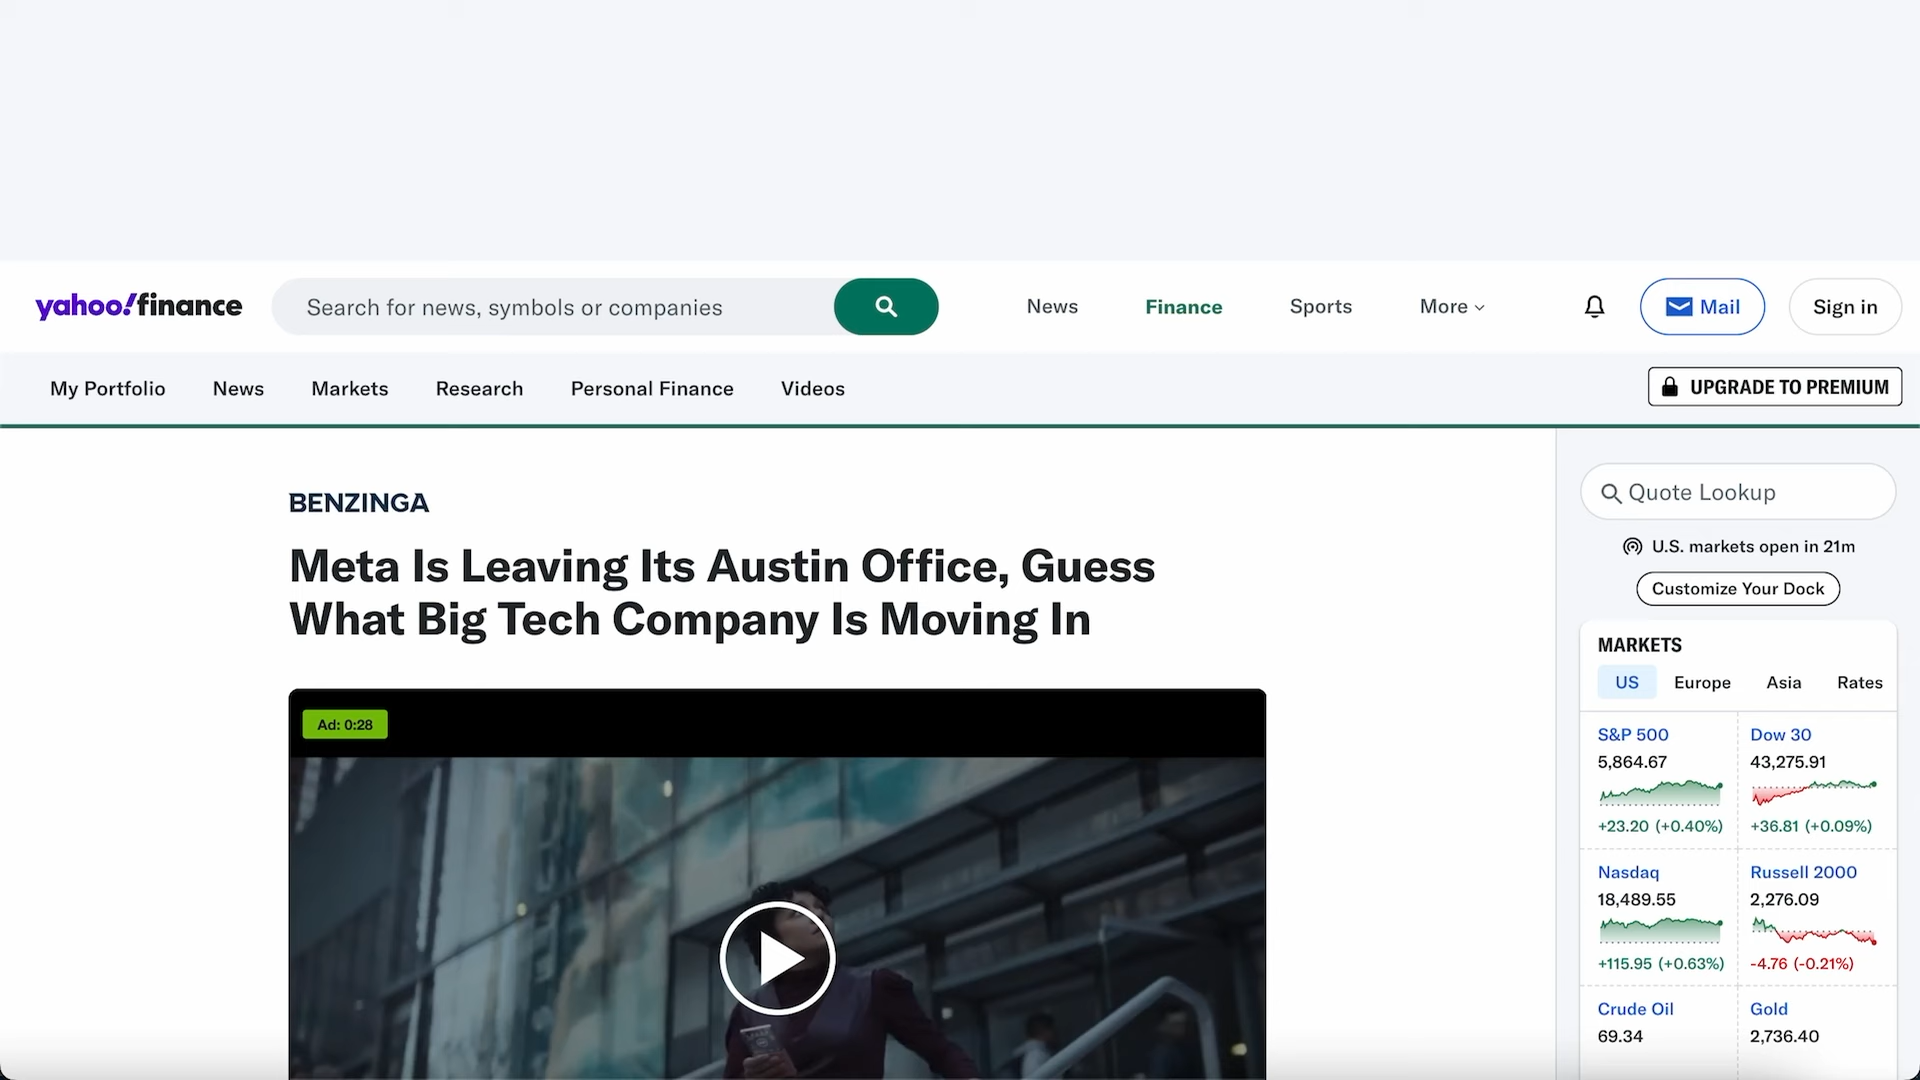 yahoo!finance
Search for news, symbols or companies
News
Finance
Sports
More
Mail
Sign in
My Portfolio
News
Markets
Research
Personal Finance
Videos
UPGRADE TO PREMIUM
BENZINGA
Meta Is Leaving Its Austin Office, Guess
What Big Tech Company Is Moving In
Ad: 0:28
Quote Lookup
U.S. markets open in 21m
Customize Your Dock
MARKETS
US
Europe
Asia
Rates
S&P 500
5,864.67
+23.20 (+0.40%)
Dow 30
43,275.91
+36.81 (+0.09%)
Nasdaq
18,489.55
+115.95 (+0.63%)
Russell 2000
2,276.09
-4.76 (-0.21%)
Crude Oil
69.34
Gold
2,736.40